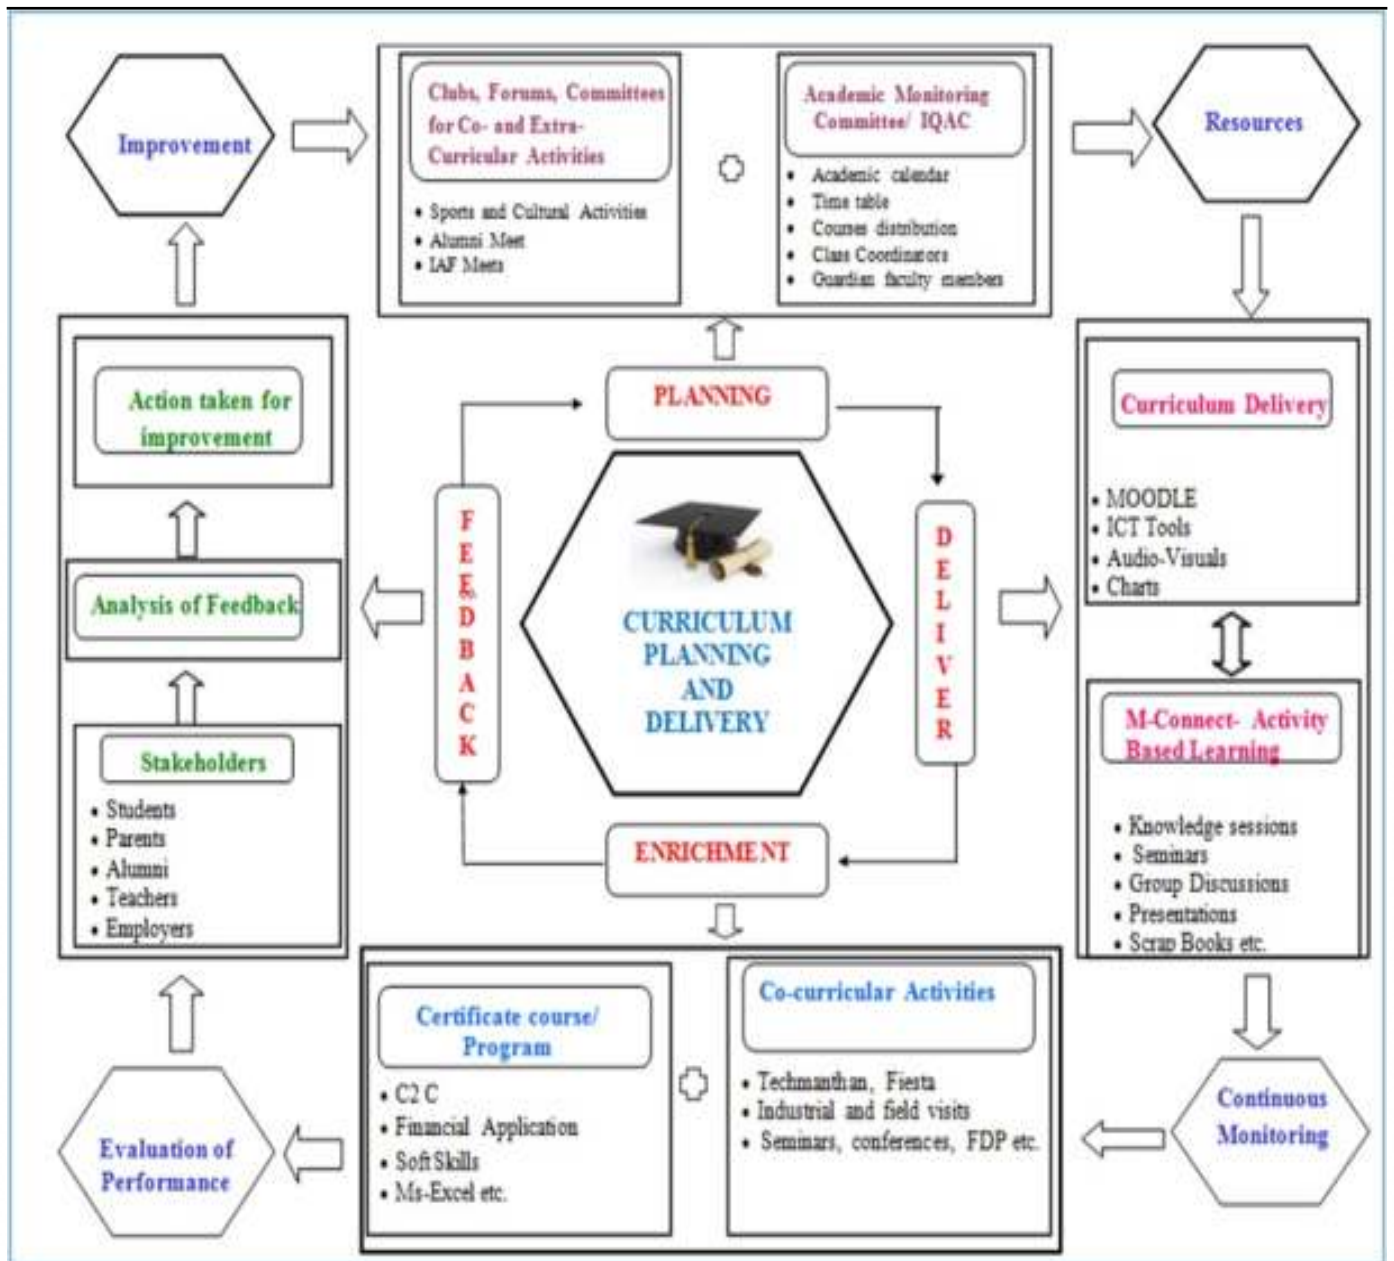 Improvement
Clubs, Forums, Committees
for Co- and Extra-
Curricular Activities
• Sports and Cultural Activities
• Alumni Meet
• IAF Meets
Academic Monitoring
Committee/ IQAC
• Academic calendar
• Time table
• Courses distribution
• Class Coordinators
• Guardian faculty members
Resources
PLANNING
Action taken for
improvement
Analysis of Feedback
Stakeholders
• Students
• Parents
• Alumni
• Teachers
• Employers
FEEDBACK
CURRICULUM
PLANNING
AND
DELIVERY
DELIVER
Curriculum Delivery
• MOODLE
• ICT Tools
• Audio-Visuals
• Charts
M-Connect- Activity
Based Learning
• Knowledge sessions
• Seminars
• Group Discussions
• Presentations
• Scrap Books etc.
ENRICHMENT
Evaluation of
Performance
Certificate course/
Program
• C2 C
• Financial Application
• Soft Skills
• Ms-Excel etc.
Co-curricular Activities
• Techmanthan, Fiesta
• Industrial and field visits
• Seminars, conferences, FDP etc.
Continuous
Monitoring